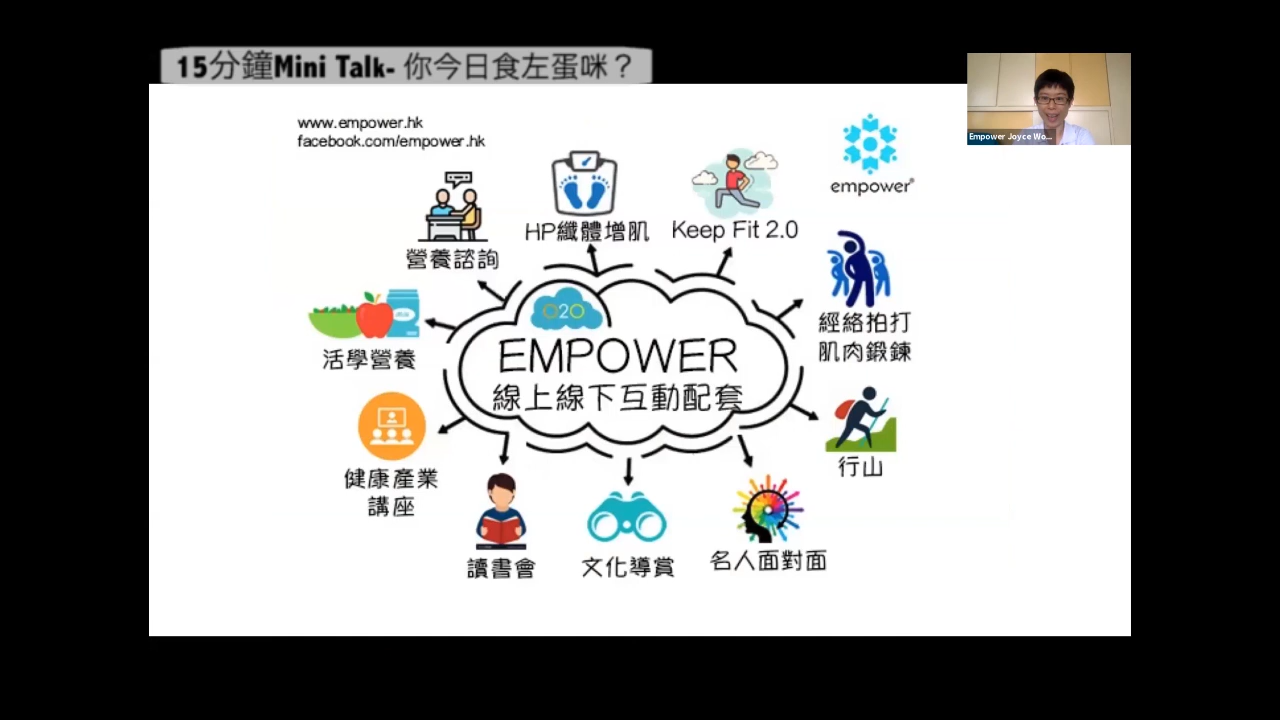 15分鐘Mini Talk- 你今日食左蛋咪？
www.empower.hk
facebook.com/empower.hk
Empower Joyce Wo...
empower®
HP纖體增肌
Keep Fit 2.0
營養諮詢
經絡拍打
肌肉鍛鍊
活學營養
O2O
EMPOWER
線上線下互動配套
行山
健康產業
講座
讀書會
文化導賞
名人面對面